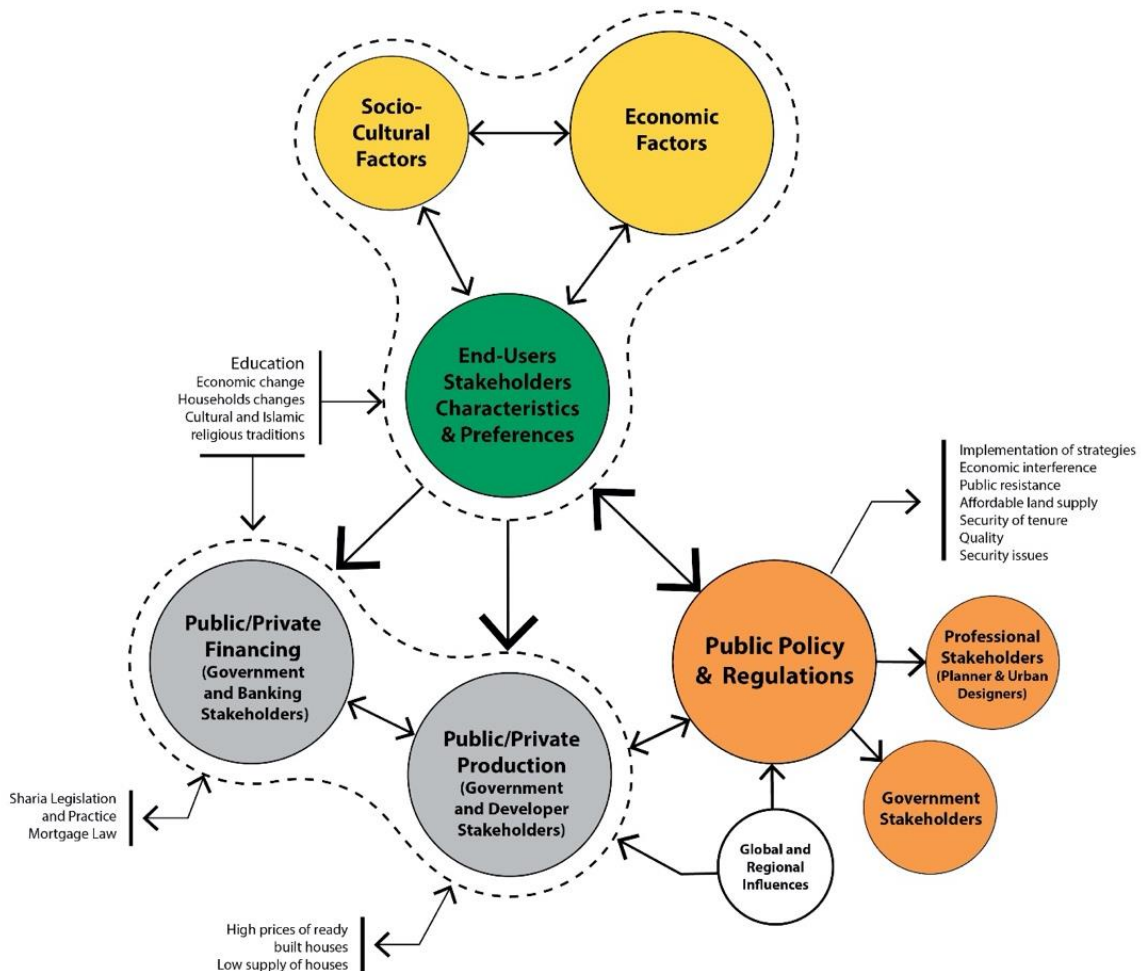 Socio-
Cultural
Factors
Economic
Factors
End-Users
Stakeholders
Characteristics
& Preferences
Education
Economic change
Households changes
Cultural and Islamic
religious traditions
Implementation of strategies
Economic interference
Public resistance
Affordable land supply
Security of tenure
Quality
Security issues
Public/Private
Financing
(Government
and Banking
Stakeholders)
Public Policy
& Regulations
Professional
Stakeholders
(Planner & Urban
Designers)
Public/Private
Production
(Government
and Developer
Stakeholders)
Government
Stakeholders
Sharia Legislation
and Practice
Mortgage Law
Global and
Regional
Influences
High prices of ready
built houses
Low supply of houses